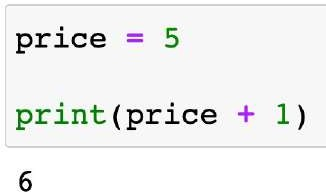 price = 5
print(price + 1)
6